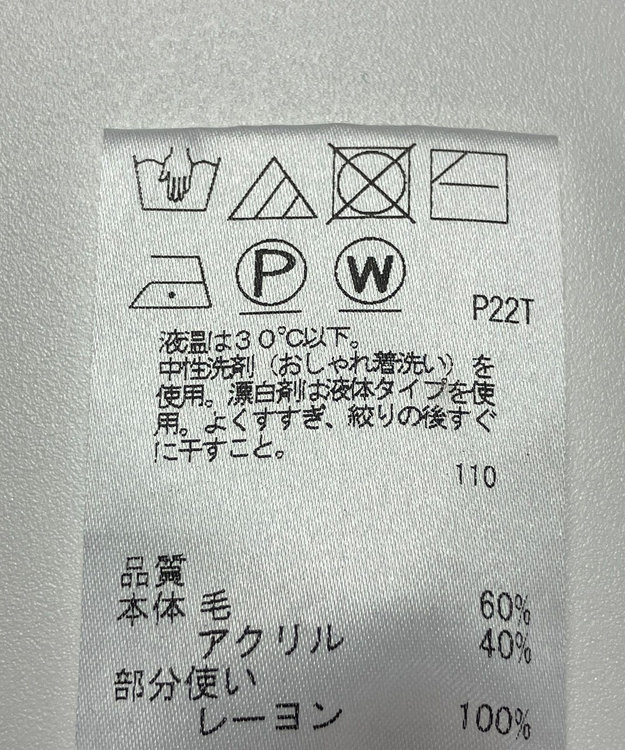 P W
P22T
液温は３０℃以下。
中性洗剤（おしゃれ着洗い）を
使用。漂白剤は液体タイプを使
用。よくすすぎ、絞りの後すぐ
に干すこと。
110
品質
本体 毛 60%
アクリル 40%
部分使い
レーヨン 100%